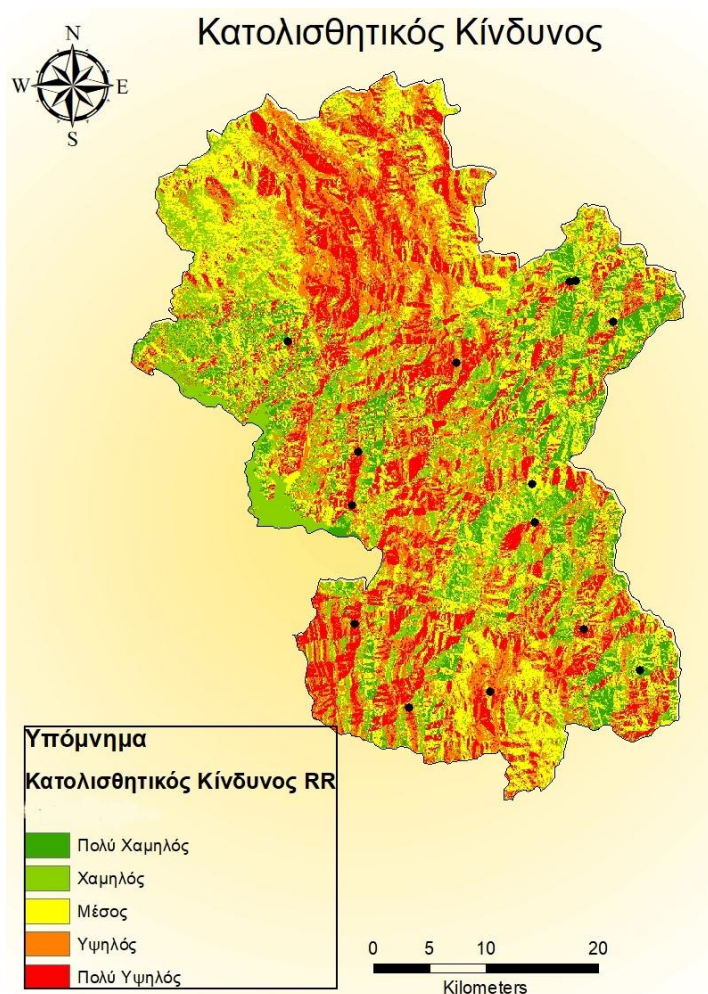 Κατολισθητικός Κίνδυνος
N
W E
S
Υπόμνημα
Κατολισθητικός Κίνδυνος RR
Πολύ Χαμηλός
Χαμηλός
Μέσος
Υψηλός
Πολύ Υψηλός
0 5 10 20
Kilometers